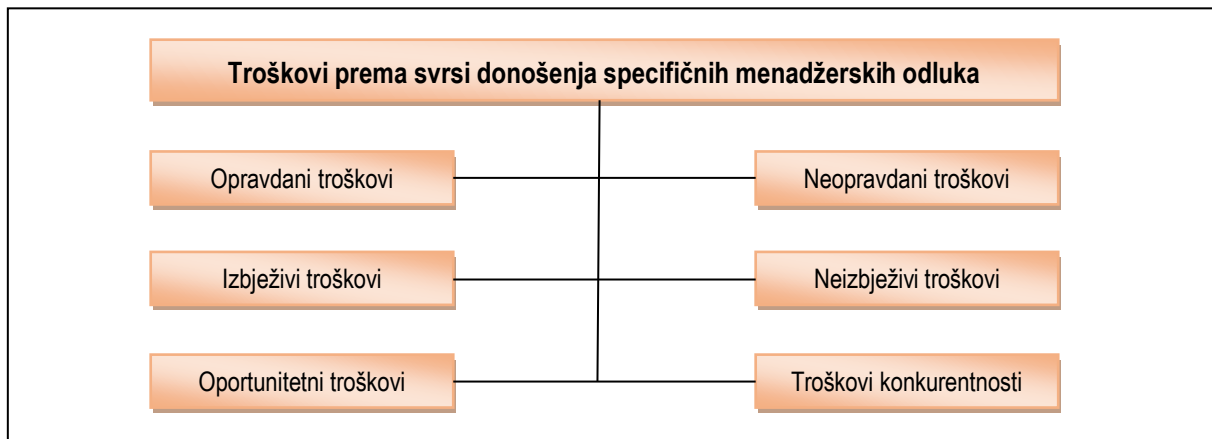 Troškovi prema svrsi donošenja specifičnih menadžerskih odluka
Opravdani troškovi
Neopravdani troškovi
Izbježivi troškovi
Neizbježivi troškovi
Oportunitetni troškovi
Troškovi konkurentnosti